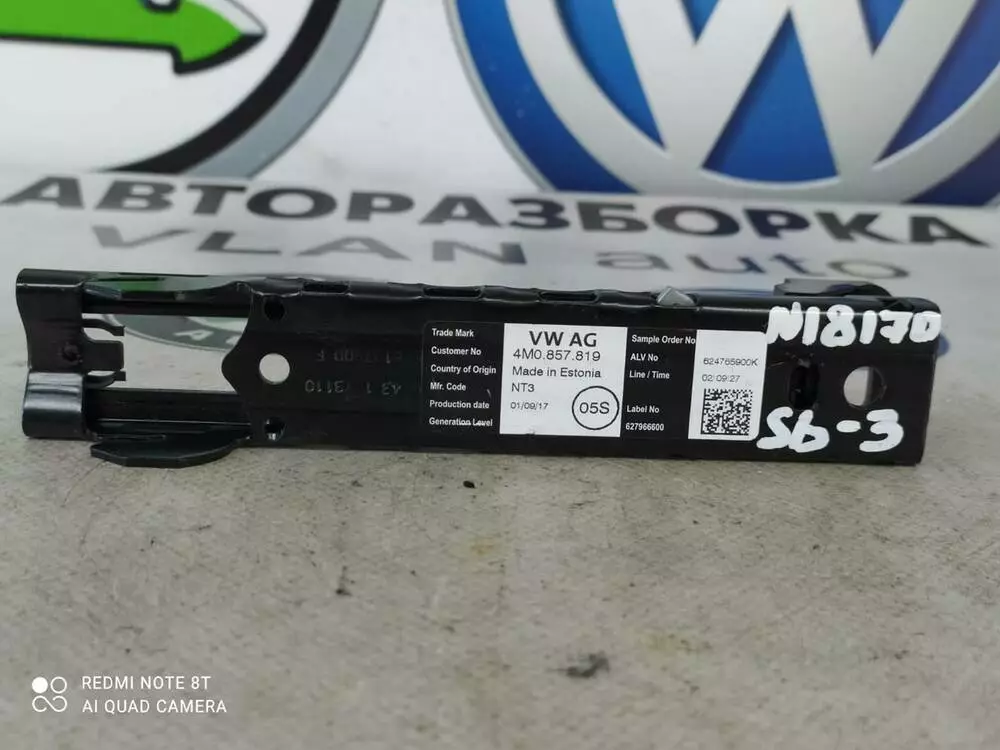 АВТОРАЗБОРКА
VLAN auto
Trade Mark VW AG
Customer No 4M0.857.819
Country of Origin Made in Estonia
Mfr. Code NT3
Production date 01/09/17
Generation Level 05S
Sample Order No
ALV No 624765900K
Line / Time 02/09:27
Label No
627966600
N18170
S6-3
REDMI NOTE 8T
AI QUAD CAMERA